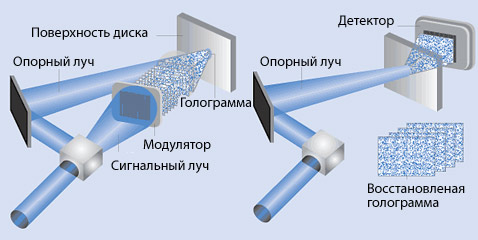 Поверхность диска
Опорный луч
Голограмма
Модулятор
Сигнальный луч
Детектор
Опорный луч
Восстановленая
голограмма